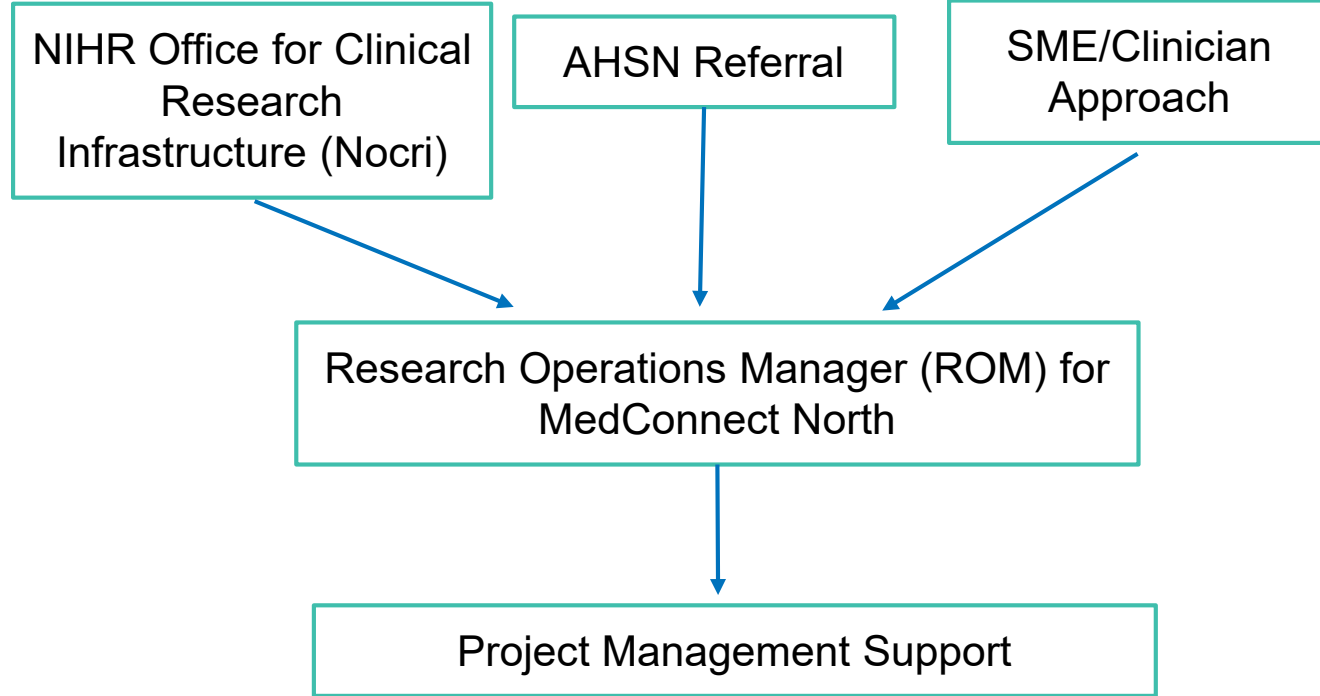 NIHR Office for Clinical
Research
Infrastructure (Nocri)
AHSN Referral
SME/Clinician
Approach
Research Operations Manager (ROM) for
MedConnect North
Project Management Support